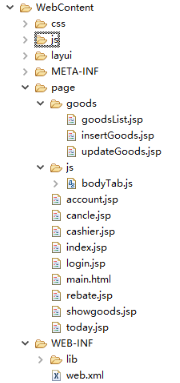 WebContent
css
js
layui
META-INF
page
goods
goodsList.jsp
insertGoods.jsp
updateGoods.jsp
js
bodyTab.js
account.jsp
cancle.jsp
cashier.jsp
index.jsp
login.jsp
main.html
rebate.jsp
showgoods.jsp
today.jsp
WEB-INF
lib
web.xml